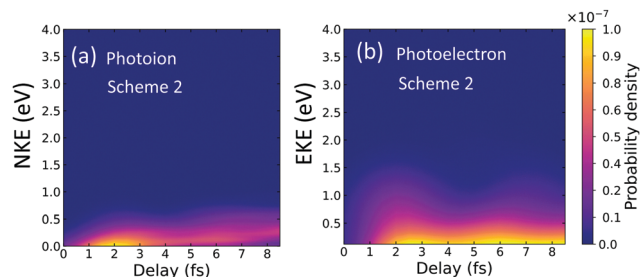 ×10⁻⁷
4.0
3.5
3.0
2.5
2.0
1.5
1.0
0.5
0.0
NKE (eV)
(a) Photoion
Scheme 2
0 1 2 3 4 5 6 7 8
Delay (fs)
4.0
3.5
3.0
2.5
2.0
1.5
1.0
0.5
EKE (eV)
(b) Photoelectron
Scheme 2
0 1 2 3 4 5 6 7 8
Delay (fs)
1.0
0.9
0.8
0.7
0.6
0.5
0.4
0.3
0.2
0.1
0.0
Probability density